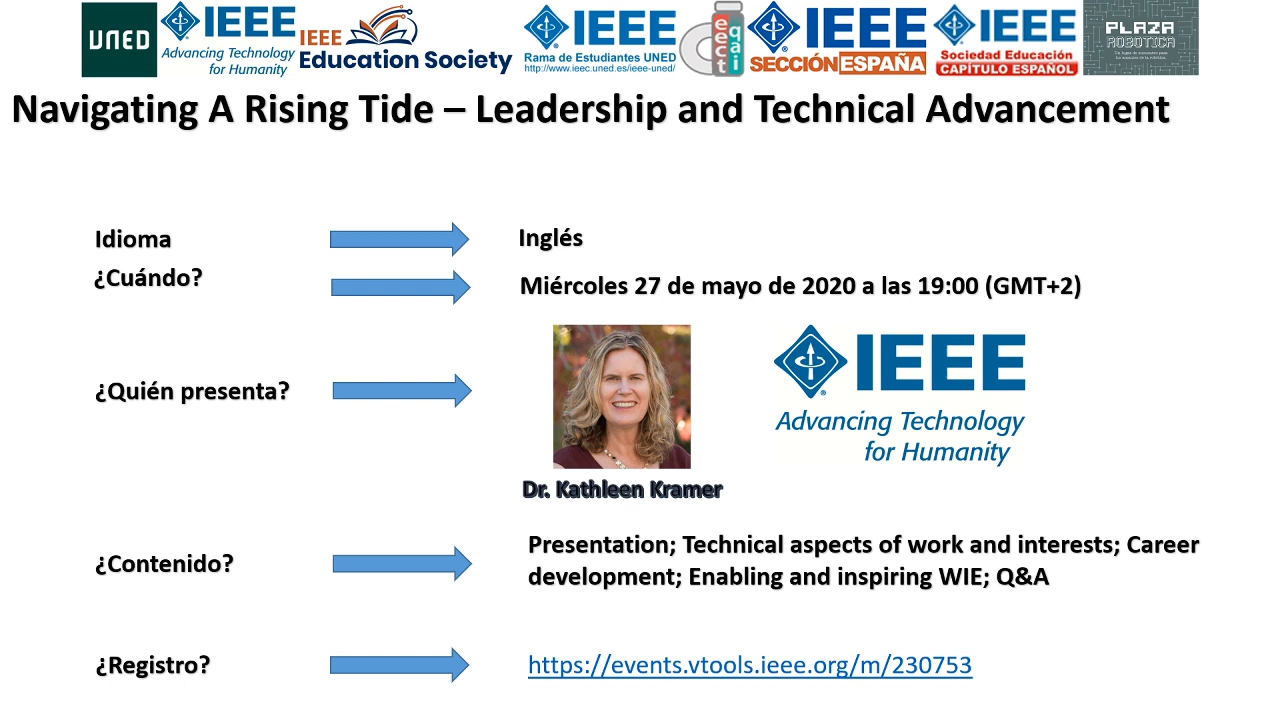 UNED
IEEE
Advancing Technology
for Humanity
IEEE
Education Society
IEEE
Rama de Estudiantes UNED
http://www.ieec.uned.es/ieee-uned/
IEEE
SECCIÓN ESPAÑA
IEEE
Sociedad Educación
CAPÍTULO ESPAÑOL
PLAZA
ROBOTICA
Navigating A Rising Tide – Leadership and Technical Advancement
Idioma
Inglés
¿Cuándo?
Miércoles 27 de mayo de 2020 a las 19:00 (GMT+2)
¿Quién presenta?
IEEE
Advancing Technology
for Humanity
Dr. Kathleen Kramer
¿Contenido?
Presentation; Technical aspects of work and interests; Career
development; Enabling and inspiring WIE; Q&A
¿Registro?
https://events.vtools.ieee.org/m/230753